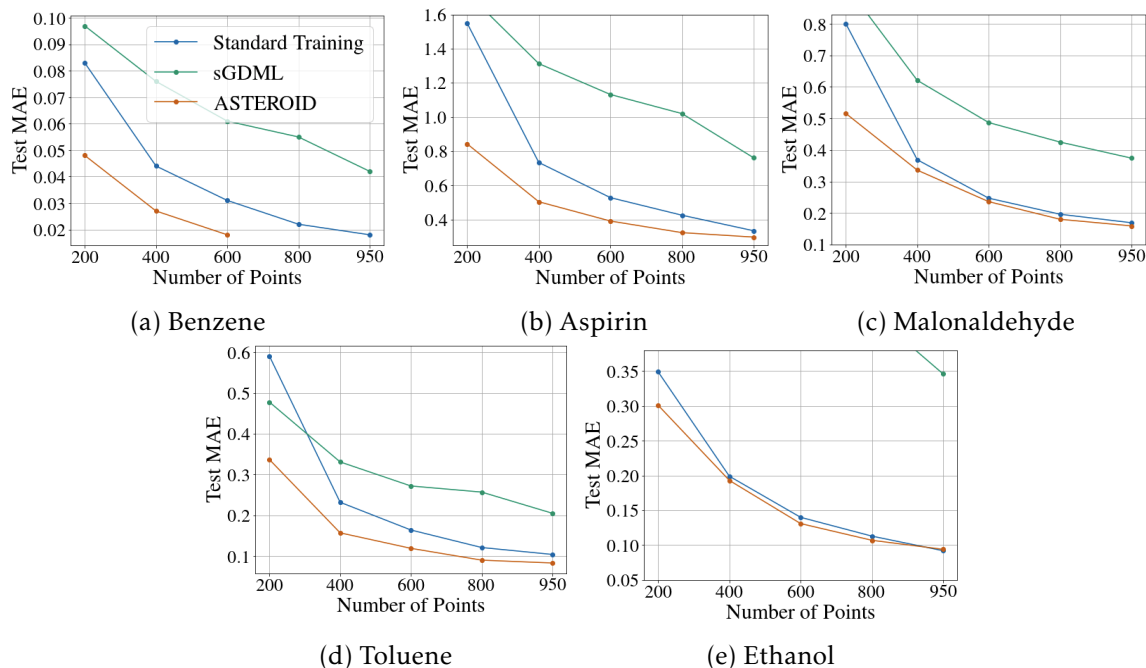 0.10
0.09
0.08
0.07
0.06
0.05
0.04
0.03
0.02
Test MAE
200 400 600 800 950
Number of Points
Standard Training
sGDML
ASTEROID
(a) Benzene
1.6
1.4
1.2
1.0
0.8
0.6
0.4
Test MAE
200 400 600 800 950
Number of Points
(b) Aspirin
0.8
0.7
0.6
0.5
0.4
0.3
0.2
0.1
Test MAE
200 400 600 800 950
Number of Points
(c) Malonaldehyde
0.6
0.5
0.4
0.3
0.2
0.1
Test MAE
200 400 600 800 950
Number of Points
(d) Toluene
0.35
0.30
0.25
0.20
0.15
0.10
0.05
Test MAE
200 400 600 800 950
Number of Points
(e) Ethanol